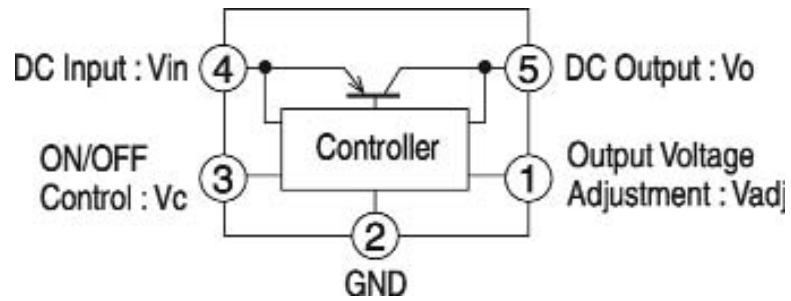 DC Input : Vin
4
5
DC Output : Vo
Controller
ON/OFF
Control : Vc
3
1
Output Voltage
Adjustment : Vadj
2
GND